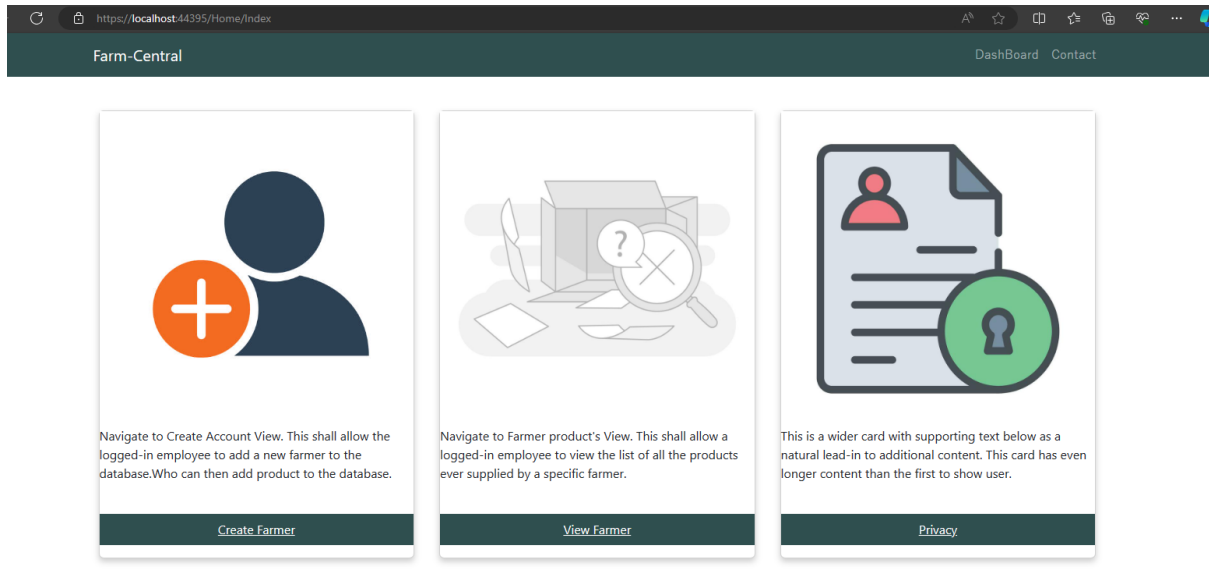 https://localhost:44395/Home/Index
Farm-Central
DashBoard Contact
?
Navigate to Create Account View. This shall allow the
logged-in employee to add a new farmer to the
database.Who can then add product to the database.
Create Farmer
Navigate to Farmer product's View. This shall allow a
logged-in employee to view the list of all the products
ever supplied by a specific farmer.
View Farmer
This is a wider card with supporting text below as a
natural lead-in to additional content. This card has even
longer content than the first to show user.
Privacy